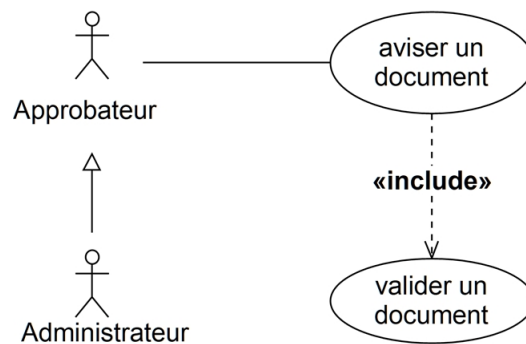 aviser un
document
Approbateur
«include»
valider un
document
Administrateur